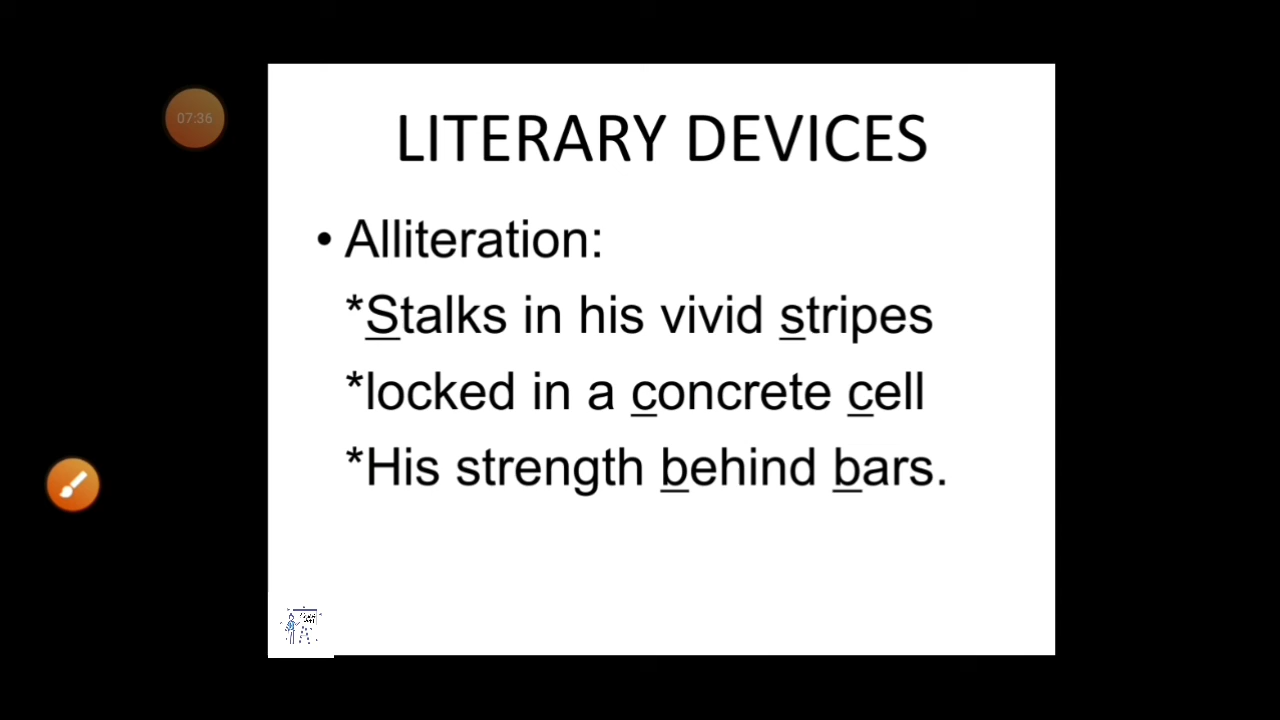 07:36
LITERARY DEVICES
• Alliteration:
*Stalks in his vivid stripes
*locked in a concrete cell
*His strength behind bars.